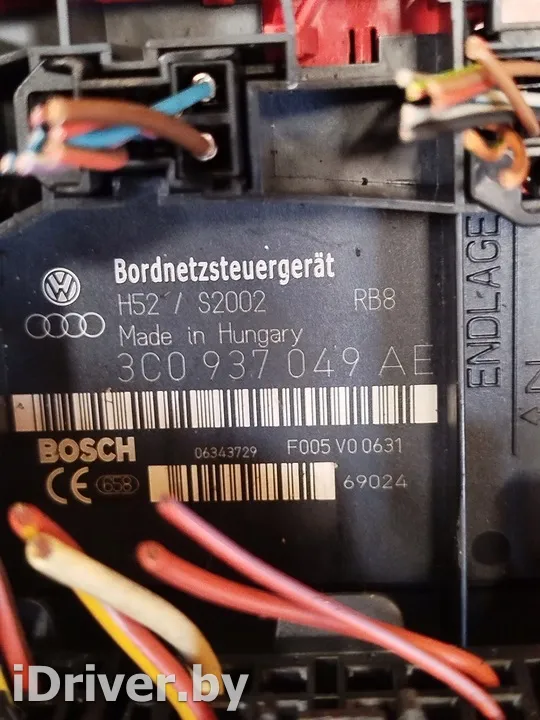 Bordnetzsteuergerät
H52 / S2002 RB8
Made in Hungary
3C0 937 049 AE
BOSCH 06343729 F005 V0 0631
CE 658 69024
ENDLAGE
iDriver.by